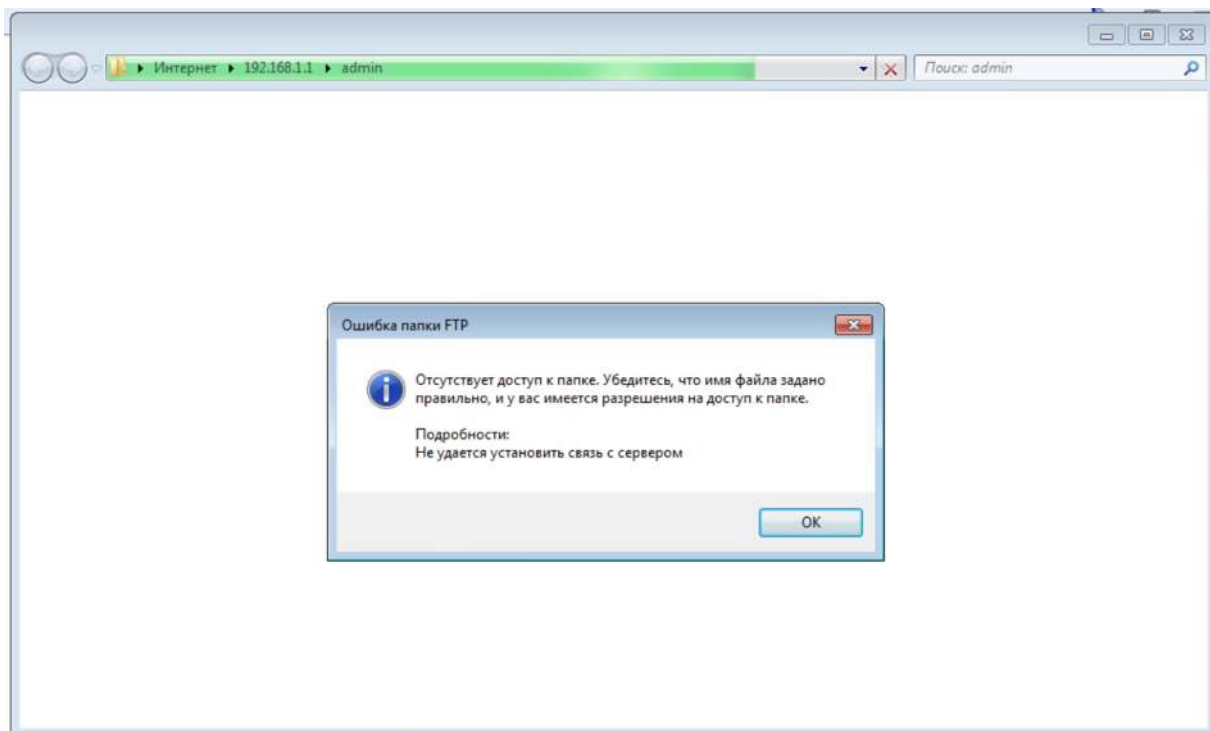 Интернет ▸ 192.168.1.1 ▸ admin
Поиск: admin
Ошибка папки FTP
Отсутствует доступ к папке. Убедитесь, что имя файла задано
правильно, и у вас имеется разрешения на доступ к папке.
Подробности:
Не удается установить связь с сервером
OK